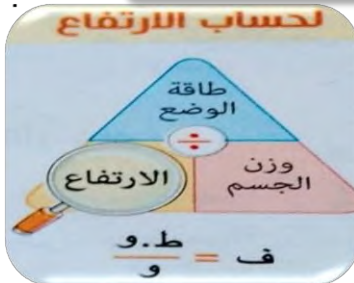 لحساب الارتفاع
طاقة
الوضع
÷
وزن
الجسم
الارتفاع
ف = ط.و / و